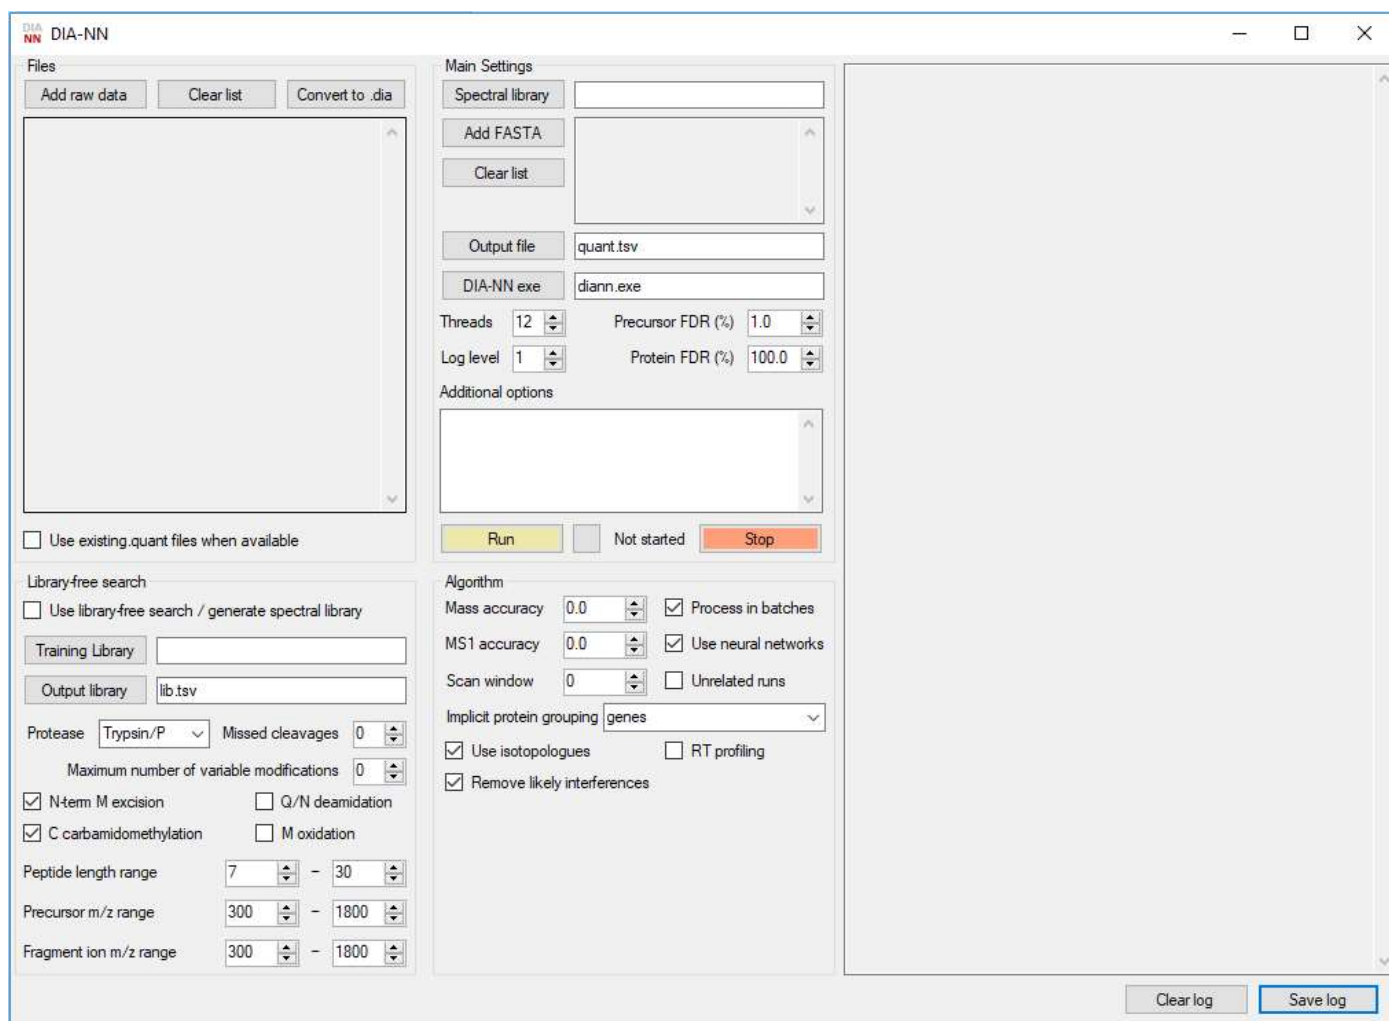 DIA
NN DIA-NN
Files
Add raw data Clear list Convert to .dia
Use existing.quant files when available
Main Settings
Spectral library
Add FASTA
Clear list
Output file quant.tsv
DIA-NN exe diann.exe
Threads 12 Precursor FDR (%) 1.0
Log level 1 Protein FDR (%) 100.0
Additional options
Run Not started Stop
Library-free search
Use library-free search / generate spectral library
Training Library
Output library lib.tsv
Protease Trypsin/P Missed cleavages 0
Maximum number of variable modifications 0
N-term M excision Q/N deamidation
C carbamidomethylation M oxidation
Peptide length range 7 - 30
Precursor m/z range 300 - 1800
Fragment ion m/z range 300 - 1800
Algorithm
Mass accuracy 0.0 Process in batches
MS1 accuracy 0.0 Use neural networks
Scan window 0 Unrelated runs
Implicit protein grouping genes
Use isotopologues RT profiling
Remove likely interferences
Clear log Save log